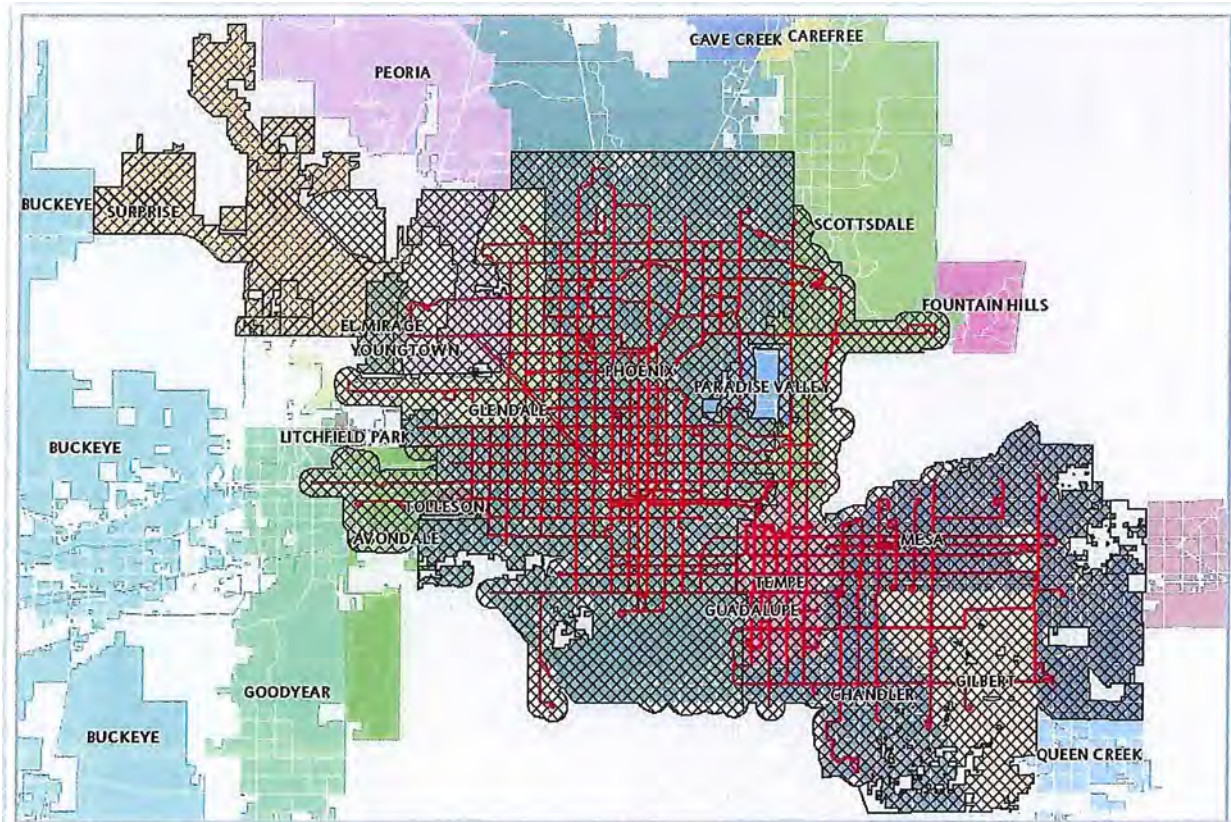 CAVE CREEK
CAREFREE
PEORIA
BUCKEYE
SURPRISE
SCOTTSDALE
FOUNTAIN HILLS
EL MIRAGE
YOUNGTOWN
PHOENIX
PARADISE VALLEY
GLENDALE
LITCHFIELD PARK
BUCKEYE
TOLLESON
AVONDALE
MESA
TEMPE
GUADALUPE
GOODYEAR
CHANDLER
GILBERT
BUCKEYE
QUEEN CREEK